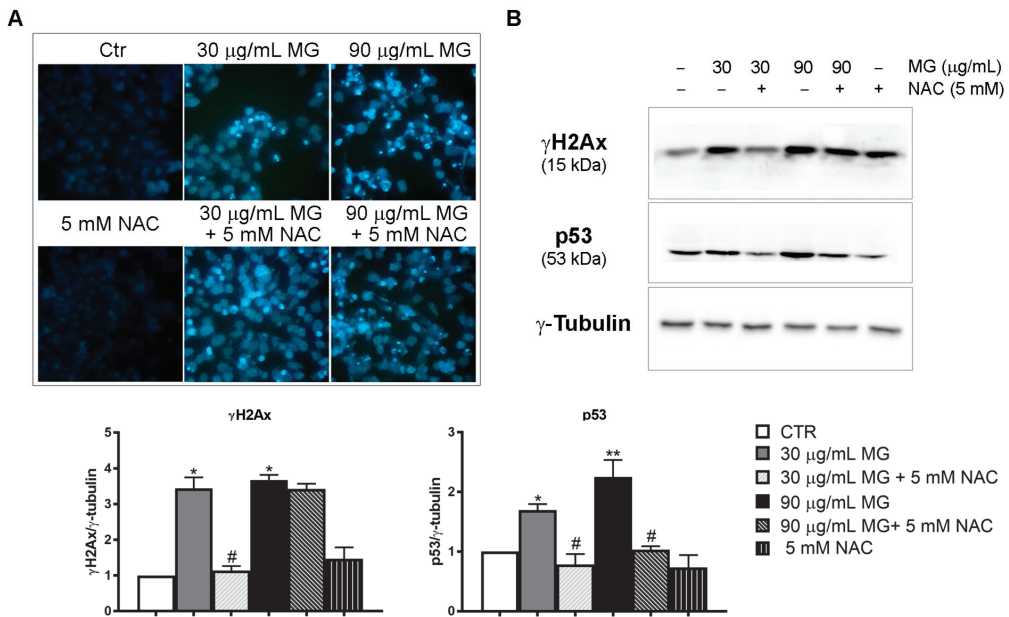 A
Ctr
30 μg/mL MG
90 μg/mL MG
5 mM NAC
30 μg/mL MG
+ 5 mM NAC
90 μg/mL MG
+ 5 mM NAC
B
– 30 30 90 90 – MG (μg/mL)
– – + – + + NAC (5 mM)
γH2Ax
(15 kDa)
p53
(53 kDa)
γ-Tubulin
γH2Ax
γH2Ax/γ-tubulin
5
4
3
2
1
0
*
#
*
p53
p53/γ-tubulin
3
2
1
0
*
#
**
#
CTR
30 μg/mL MG
30 μg/mL MG + 5 mM NAC
90 μg/mL MG
90 μg/mL MG+ 5 mM NAC
5 mM NAC